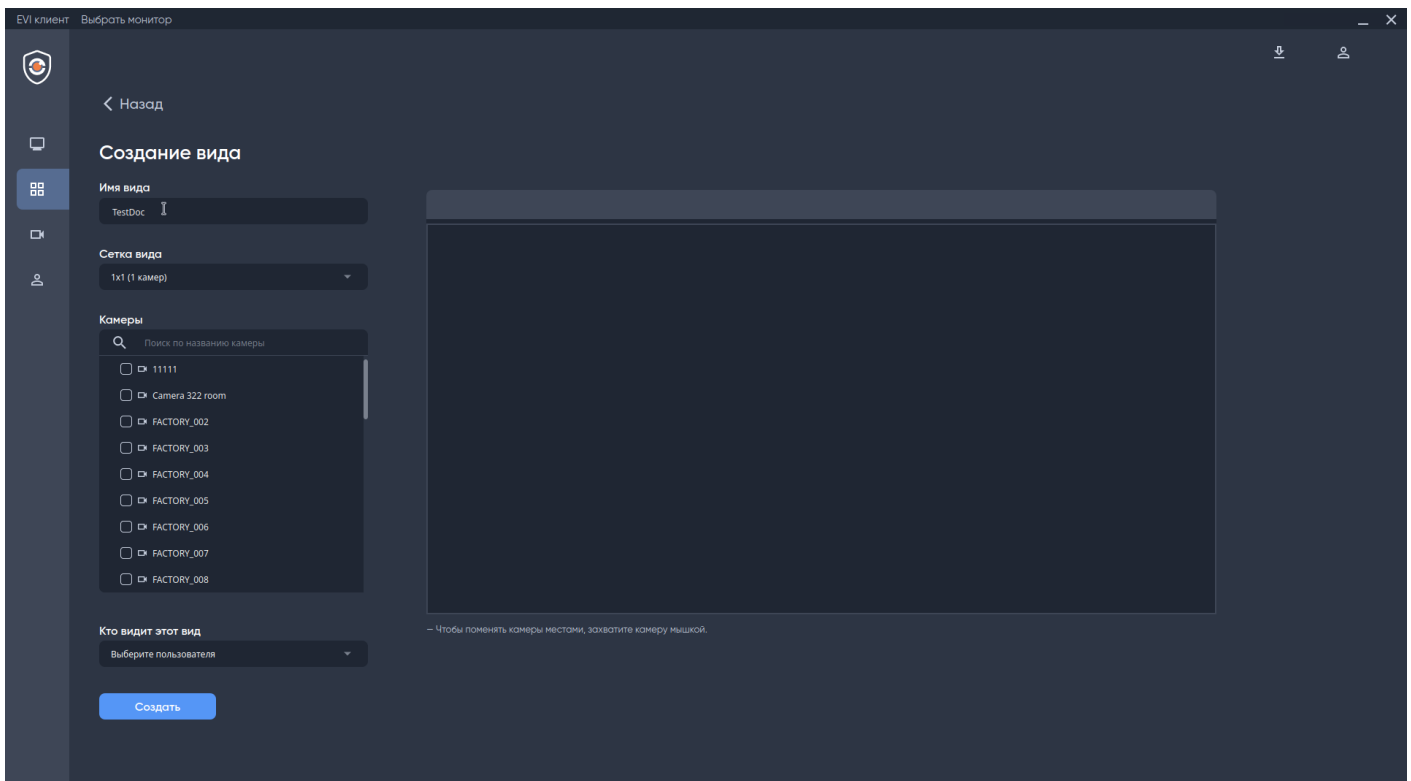 EVI клиент Выбрать монитор
Назад
Создание вида
Имя вида
TestDoc
Сетка вида
1x1 (1 камер)
Камеры
Поиск по названию камеры
11111
Camera 322 room
FACTORY_002
FACTORY_003
FACTORY_004
FACTORY_005
FACTORY_006
FACTORY_007
FACTORY_008
Кто видит этот вид
Выберите пользователя
Создать
– Чтобы поменять камеры местами, захватите камеру мышкой.